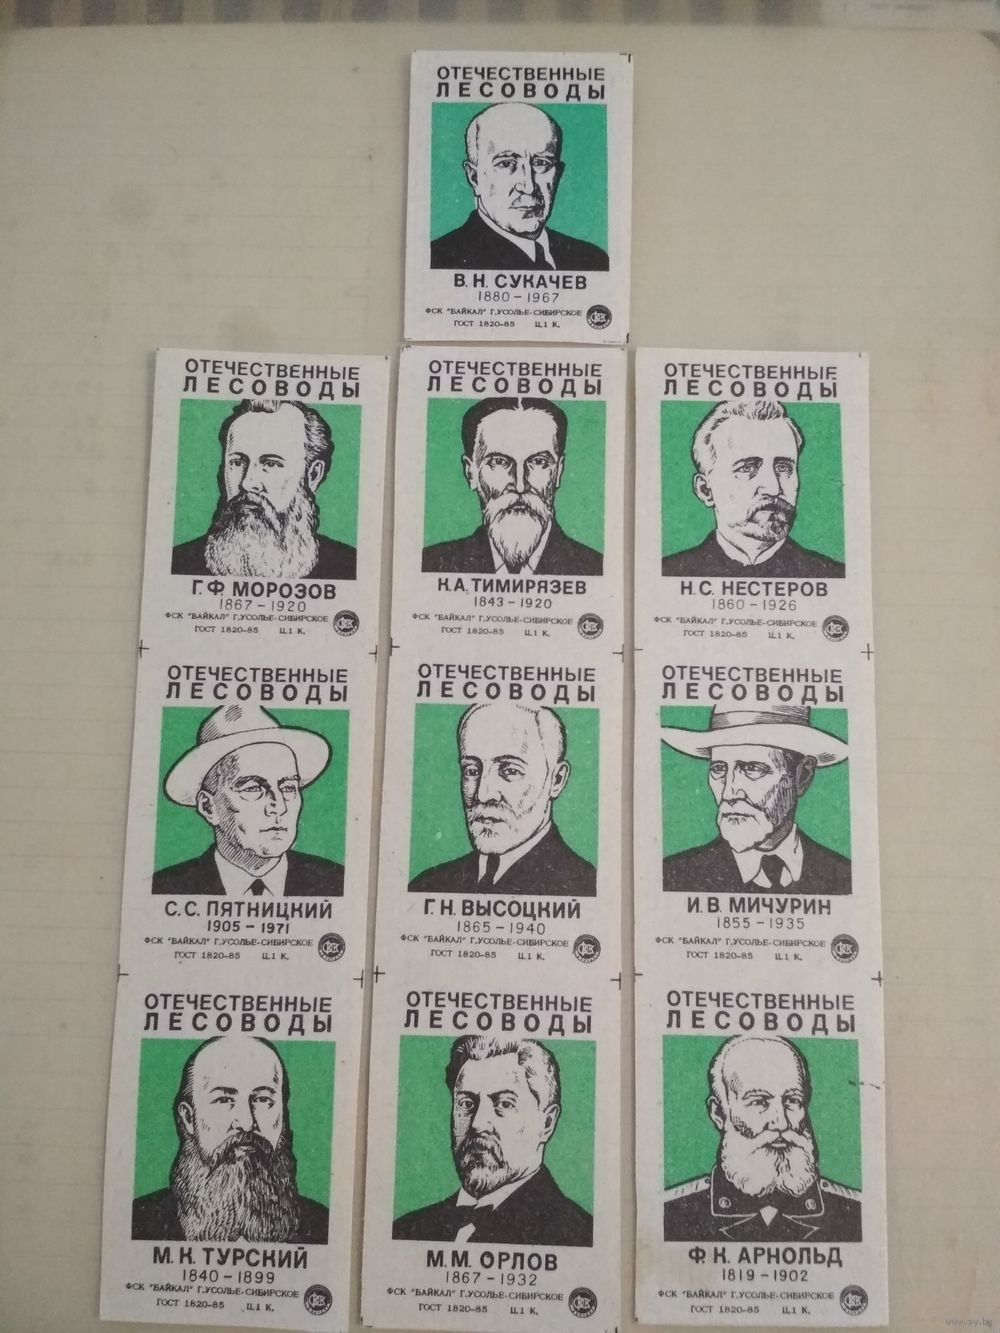 ОТЕЧЕСТВЕННЫЕ
ЛЕСОВОДЫ
В. Н. СУКАЧЕВ
1880 – 1967
ФСК "БАЙКАЛ" Г.УСОЛЬЕ-СИБИРСКОЕ
ГОСТ 1820-85 Ц.1 К.
ОТЕЧЕСТВЕННЫЕ
ЛЕСОВОДЫ
Г. Ф. МОРОЗОВ
1867 – 1920
ФСК "БАЙКАЛ" Г.УСОЛЬЕ-СИБИРСКОЕ
ГОСТ 1820-85 Ц.1 К.
ОТЕЧЕСТВЕННЫЕ
ЛЕСОВОДЫ
К. А. ТИМИРЯЗЕВ
1843 – 1920
ФСК "БАЙКАЛ" Г.УСОЛЬЕ-СИБИРСКОЕ
ГОСТ 1820-85 Ц.1 К.
ОТЕЧЕСТВЕННЫЕ
ЛЕСОВОДЫ
Н. С. НЕСТЕРОВ
1860 – 1926
ФСК "БАЙКАЛ" Г.УСОЛЬЕ-СИБИРСКОЕ
ГОСТ 1820-85 Ц.1 К.
ОТЕЧЕСТВЕННЫЕ
ЛЕСОВОДЫ
С. С. ПЯТНИЦКИЙ
1905 – 1971
ФСК "БАЙКАЛ" Г.УСОЛЬЕ-СИБИРСКОЕ
ГОСТ 1820-85 Ц.1 К.
ОТЕЧЕСТВЕННЫЕ
ЛЕСОВОДЫ
Г. Н. ВЫСОЦКИЙ
1865 – 1940
ФСК "БАЙКАЛ" Г.УСОЛЬЕ-СИБИРСКОЕ
ГОСТ 1820-85 Ц.1 К.
ОТЕЧЕСТВЕННЫЕ
ЛЕСОВОДЫ
И. В. МИЧУРИН
1855 – 1935
ФСК "БАЙКАЛ" Г.УСОЛЬЕ-СИБИРСКОЕ
ГОСТ 1820-85 Ц.1 К.
ОТЕЧЕСТВЕННЫЕ
ЛЕСОВОДЫ
М. К. ТУРСКИЙ
1840 – 1899
ФСК "БАЙКАЛ" Г.УСОЛЬЕ-СИБИРСКОЕ
ГОСТ 1820-85 Ц.1 К.
ОТЕЧЕСТВЕННЫЕ
ЛЕСОВОДЫ
М. М. ОРЛОВ
1867 – 1932
ФСК "БАЙКАЛ" Г.УСОЛЬЕ-СИБИРСКОЕ
ГОСТ 1820-85 Ц.1 К.
ОТЕЧЕСТВЕННЫЕ
ЛЕСОВОДЫ
Ф. К. АРНОЛЬД
1819 – 1902
ФСК "БАЙКАЛ" Г.УСОЛЬЕ-СИБИРСКОЕ
ГОСТ 1820-85 Ц.1 К.
www.ay.by